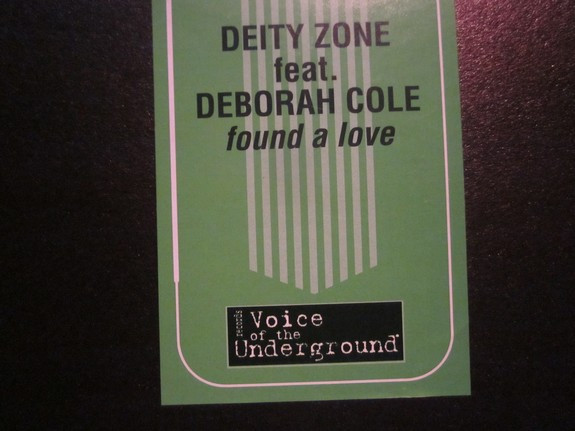 DEITY ZONE
feat.
DEBORAH COLE
found a love
Voice
of the
Underground